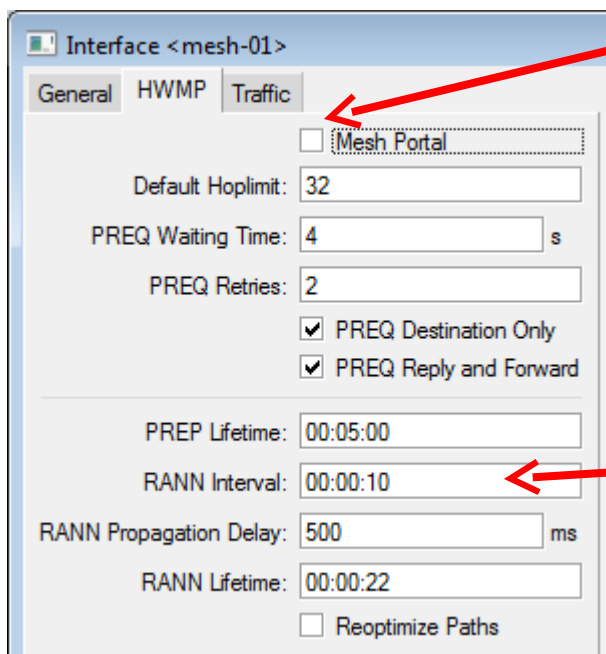 Interface <mesh-01>
General HWMP Traffic
Mesh Portal
Default Hoplimit: 32
PREQ Waiting Time: 4 s
PREQ Retries: 2
PREQ Destination Only
PREQ Reply and Forward
PREP Lifetime: 00:05:00
RANN Interval: 00:00:10
RANN Propagation Delay: 500 ms
RANN Lifetime: 00:00:22
Reoptimize Paths